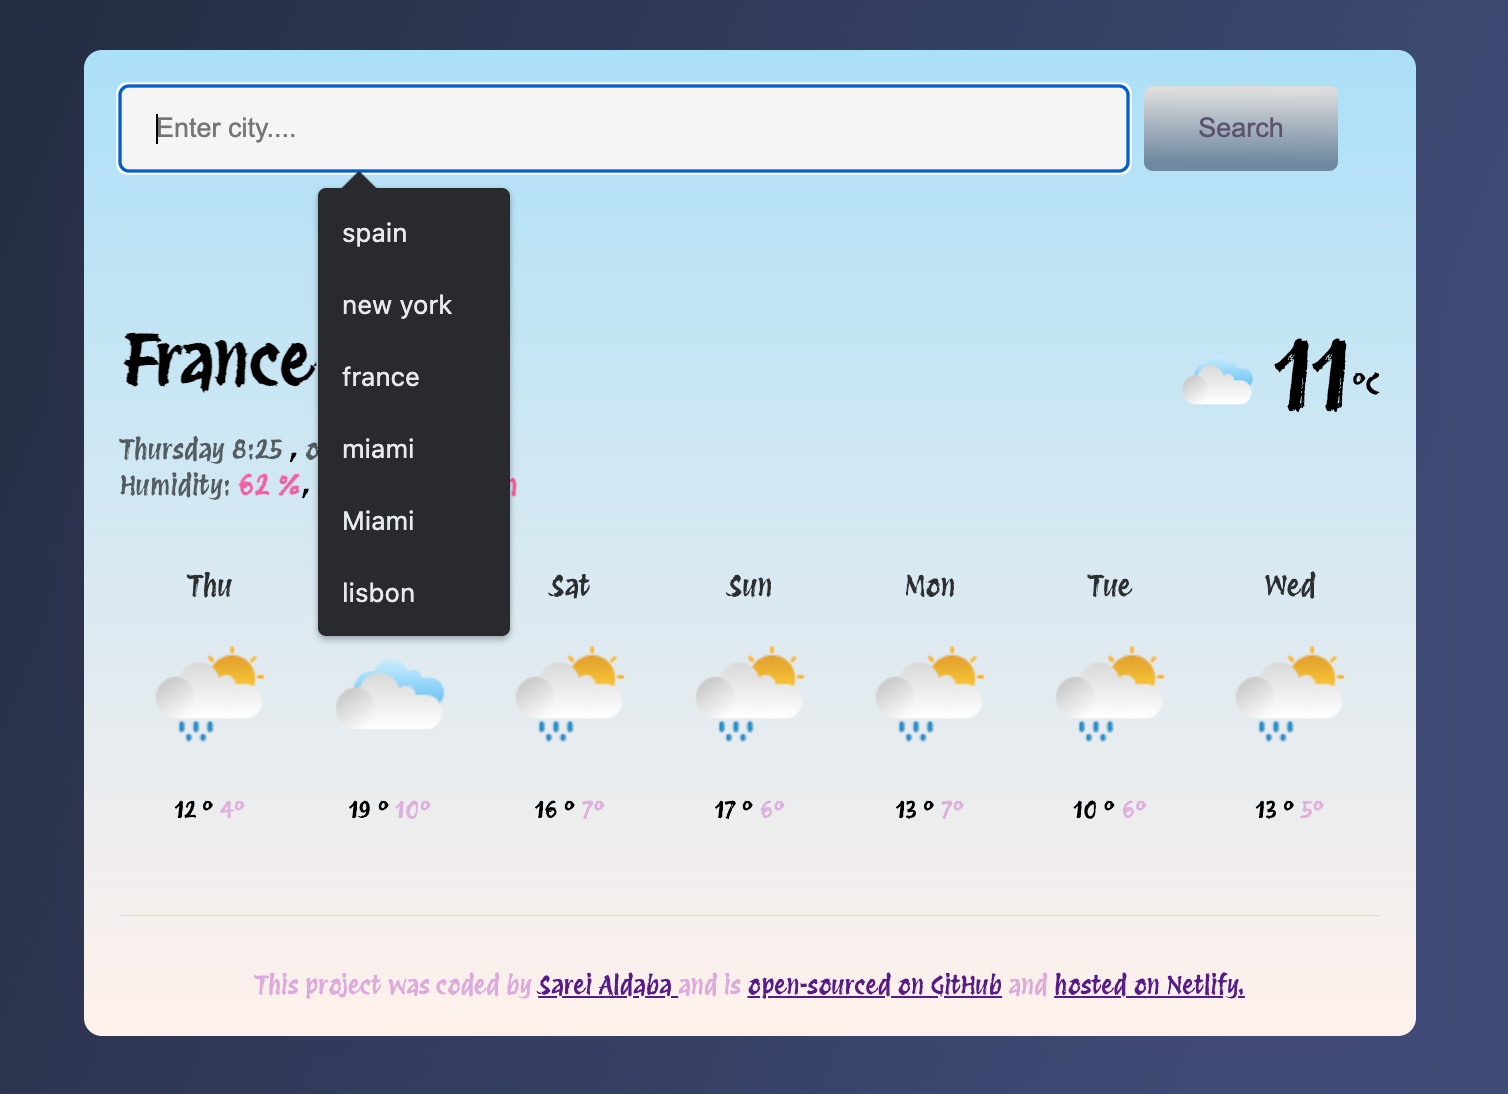 Enter city....
Search
spain
new york
france
miami
Miami
lisbon
France
11 °C
Thursday 8:25 ,
Humidity: 62 %,
Thu Sat Sun Mon Tue Wed
12 ° 4° 19 ° 10° 16 ° 7° 17 ° 6° 13 ° 7° 10 ° 6° 13 ° 5°
This project was coded by Sarei Aldaba and is open-sourced on GitHub and hosted on Netlify.